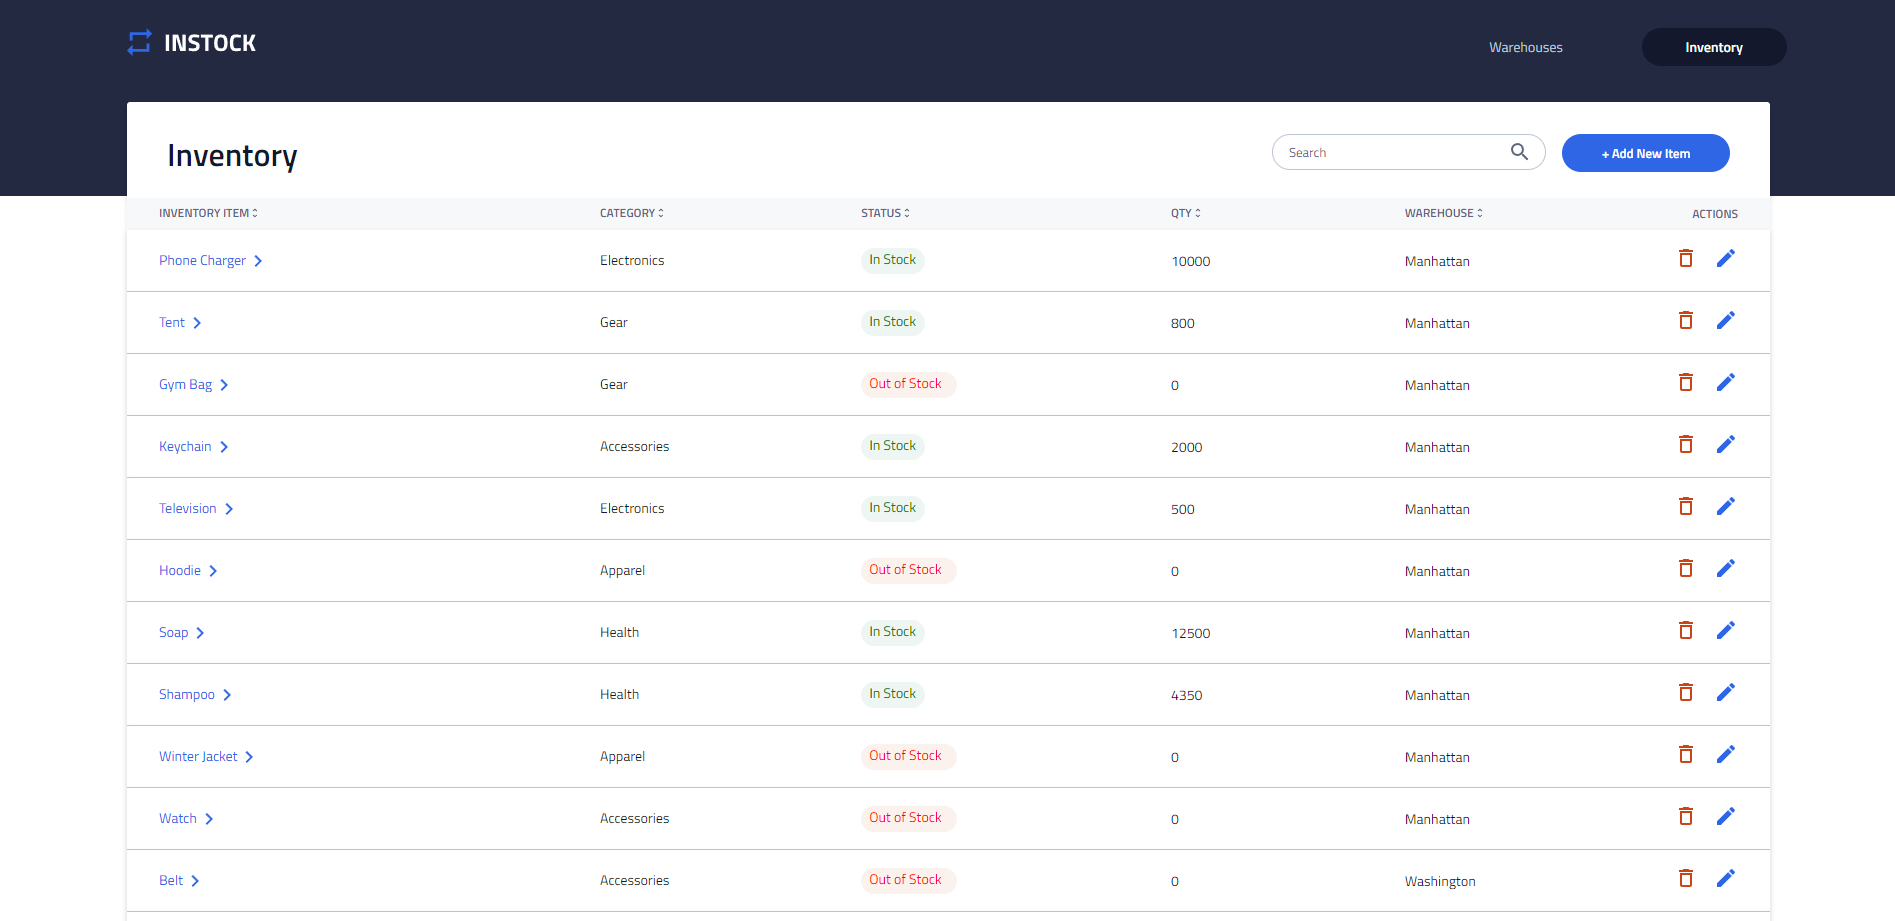 INSTOCK Warehouses Inventory
Inventory Search + Add New Item
INVENTORY ITEM CATEGORY STATUS QTY WAREHOUSE ACTIONS
Phone Charger Electronics In Stock 10000 Manhattan
Tent Gear In Stock 800 Manhattan
Gym Bag Gear Out of Stock 0 Manhattan
Keychain Accessories In Stock 2000 Manhattan
Television Electronics In Stock 500 Manhattan
Hoodie Apparel Out of Stock 0 Manhattan
Soap Health In Stock 12500 Manhattan
Shampoo Health In Stock 4350 Manhattan
Winter Jacket Apparel Out of Stock 0 Manhattan
Watch Accessories Out of Stock 0 Manhattan
Belt Accessories Out of Stock 0 Washington